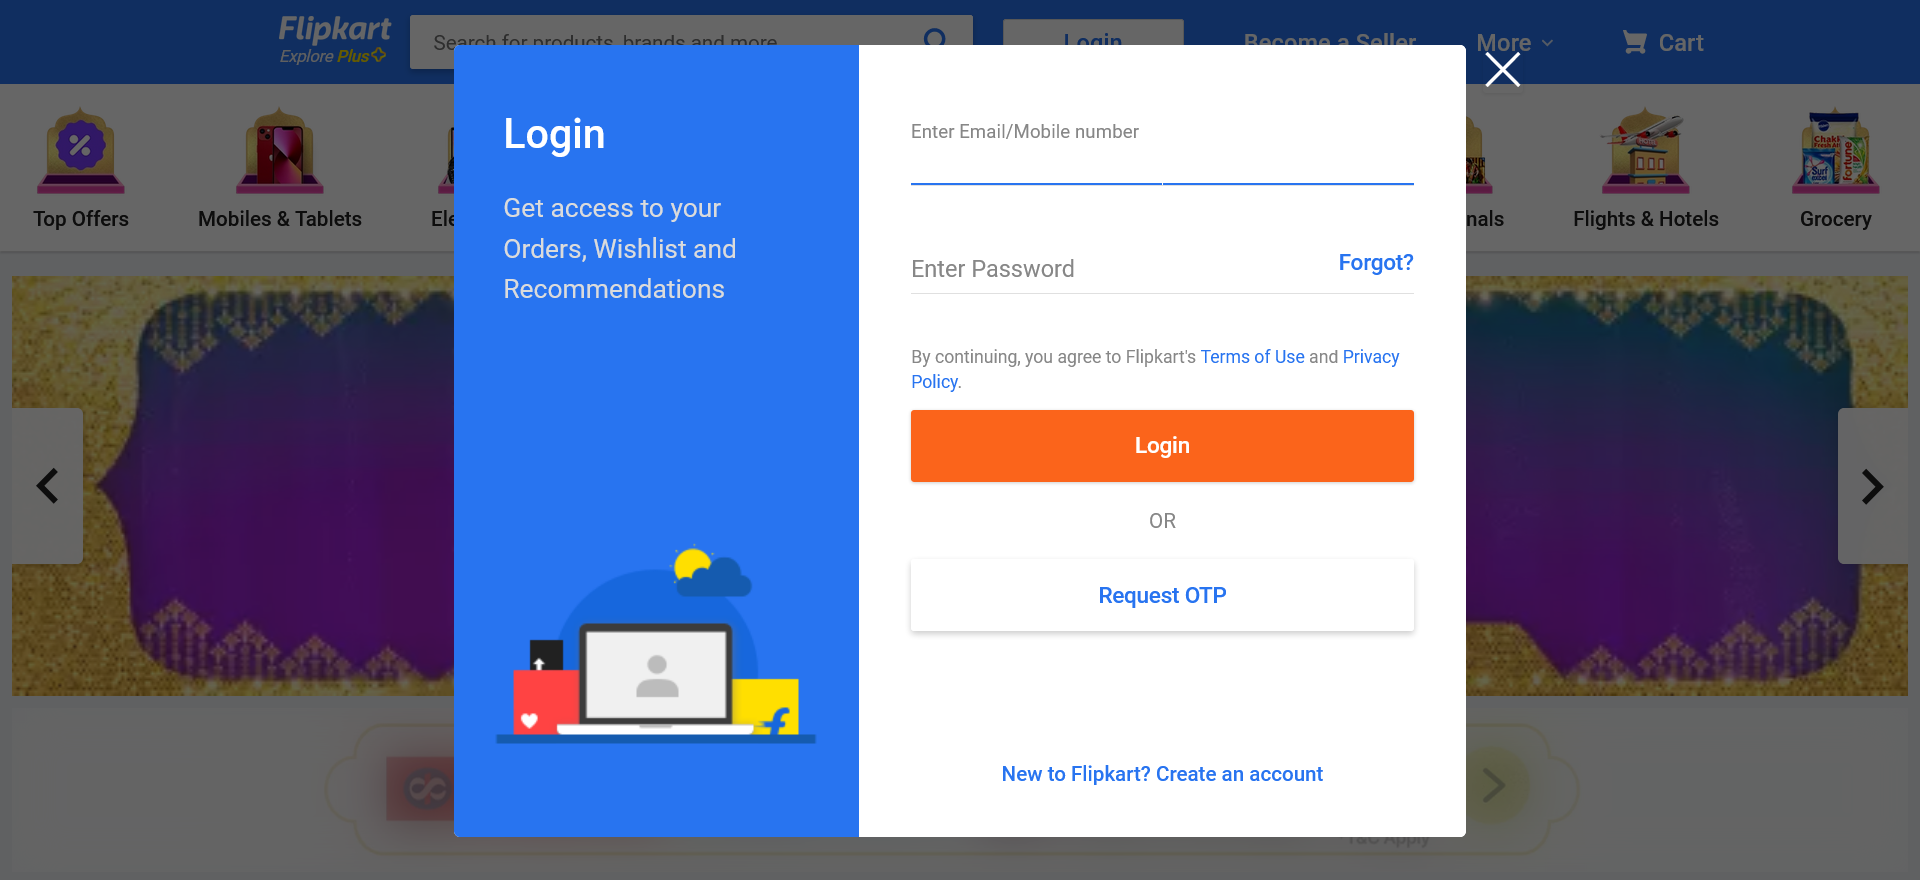 Flipkart
Explore Plus
Search for products, brands and more
Login
Become a Seller
More
Cart
Top Offers
Mobiles & Tablets
Ele
nals
Flights & Hotels
Grocery
Login
Get access to your
Orders, Wishlist and
Recommendations
Enter Email/Mobile number
Enter Password
Forgot?
By continuing, you agree to Flipkart's Terms of Use and Privacy
Policy.
Login
OR
Request OTP
New to Flipkart? Create an account
T&C Apply